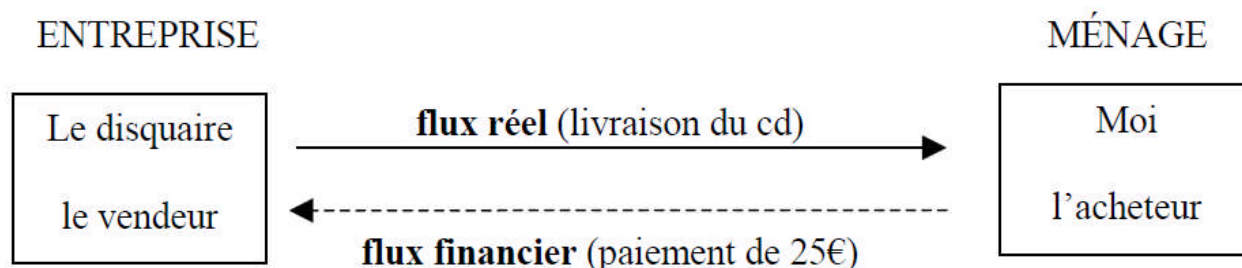 ENTREPRISE
MÉNAGE
Le disquaire
le vendeur
flux réel (livraison du cd)
flux financier (paiement de 25€)
Moi
l’acheteur